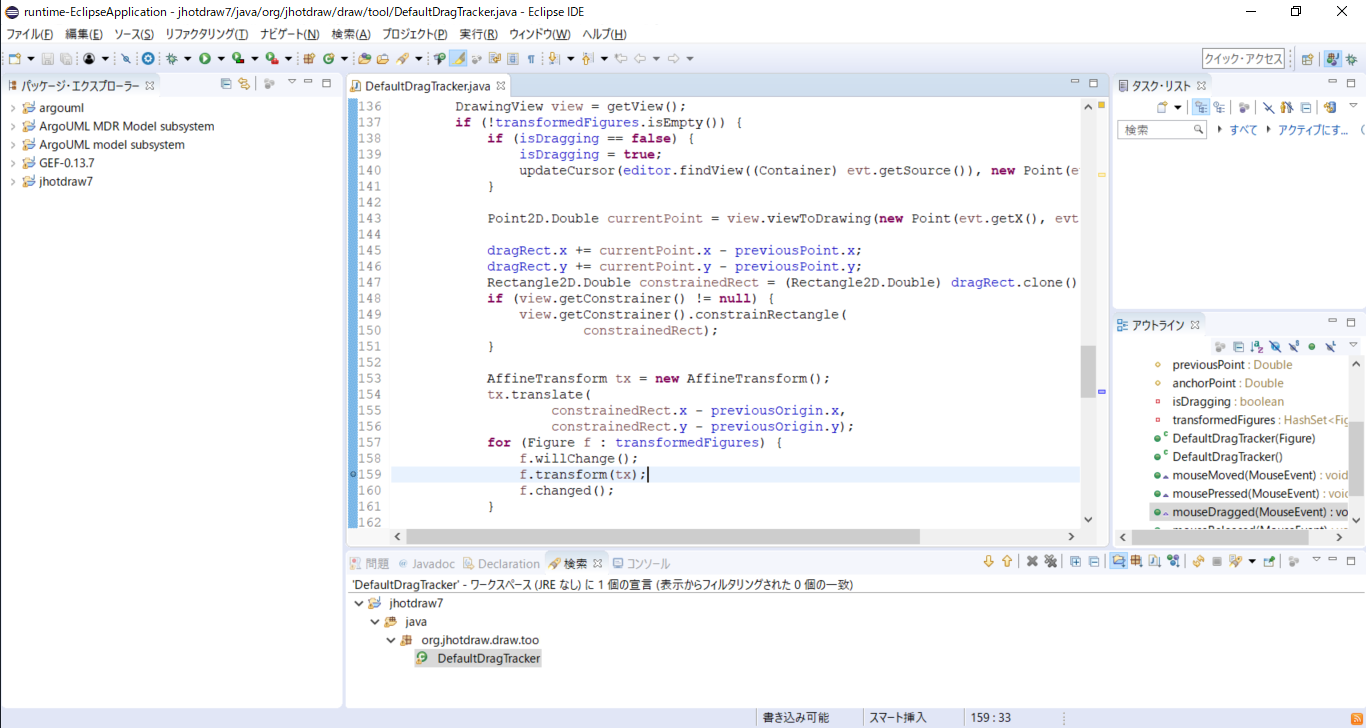 runtime-EclipseApplication - jhotdraw7/java/org/jhotdraw/draw/tool/DefaultDragTracker.java - Eclipse IDE
ファイル(F) 編集(E) ソース(S) リファクタリング(T) ナビゲート(N) 検索(A) プロジェクト(P) 実行(R) ウィンドウ(W) ヘルプ(H)
クイック・アクセス
パッケージ・エクスプローラー
argouml
ArgoUML MDR Model subsystem
ArgoUML model subsystem
GEF-0.13.7
jhotdraw7
DefaultDragTracker.java
136 DrawingView view = getView();
137 if (!transformedFigures.isEmpty()) {
138 if (isDragging == false) {
139 isDragging = true;
140 updateCursor(editor.findView((Container) evt.getSource()), new Point(e
141 }
142
143 Point2D.Double currentPoint = view.viewToDrawing(new Point(evt.getX(), evt
144
145 dragRect.x += currentPoint.x - previousPoint.x;
146 dragRect.y += currentPoint.y - previousPoint.y;
147 Rectangle2D.Double constrainedRect = (Rectangle2D.Double) dragRect.clone()
148 if (view.getConstrainer() != null) {
149 view.getConstrainer().constrainRectangle(
150 constrainedRect);
151 }
152
153 AffineTransform tx = new AffineTransform();
154 tx.translate(
155 constrainedRect.x - previousOrigin.x,
156 constrainedRect.y - previousOrigin.y);
157 for (Figure f : transformedFigures) {
158 f.willChange();
159 f.transform(tx);
160 f.changed();
161 }
162
タスク・リスト
検索 すべて アクティブにす...
アウトライン
previousPoint : Double
anchorPoint : Double
isDragging : boolean
transformedFigures : HashSet<Fig
DefaultDragTracker(Figure)
DefaultDragTracker()
mouseMoved(MouseEvent) : void
mousePressed(MouseEvent) : voic
mouseDragged(MouseEvent) : vo
問題 Javadoc Declaration 検索 コンソール
'DefaultDragTracker' - ワークスペース (JRE なし) に 1 個の宣言 (表示からフィルタリングされた 0 個の一致)
jhotdraw7
java
org.jhotdraw.draw.too
DefaultDragTracker
書き込み可能 スマート挿入 159 : 33